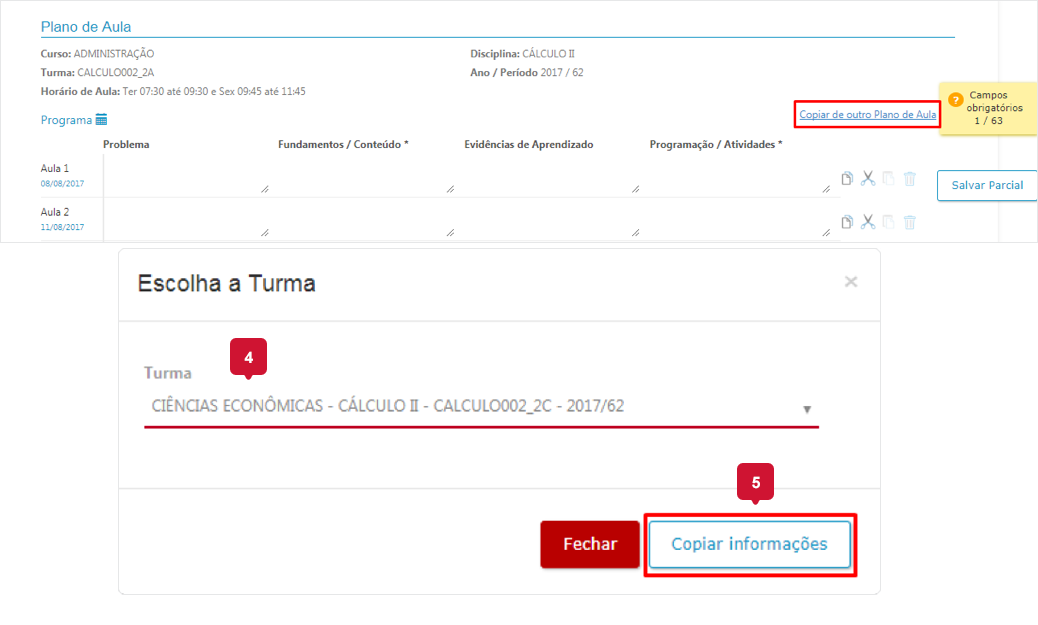 Plano de Aula
Curso: ADMINISTRAÇÃO
Disciplina: CÁLCULO II
Turma: CALCULO002_2A
Ano / Período 2017 / 62
Horário de Aula: Ter 07:30 até 09:30 e Sex 09:45 até 11:45
Programa
Copiar de outro Plano de Aula
? Campos
obrigatórios
1 / 63
Problema
Fundamentos / Conteúdo *
Evidências de Aprendizado
Programação / Atividades *
Aula 1
08/08/2017
Salvar Parcial
Aula 2
11/08/2017
Escolha a Turma
×
4
Turma
CIÊNCIAS ECONÔMICAS - CÁLCULO II - CALCULO002_2C - 2017/62
5
Fechar
Copiar informações